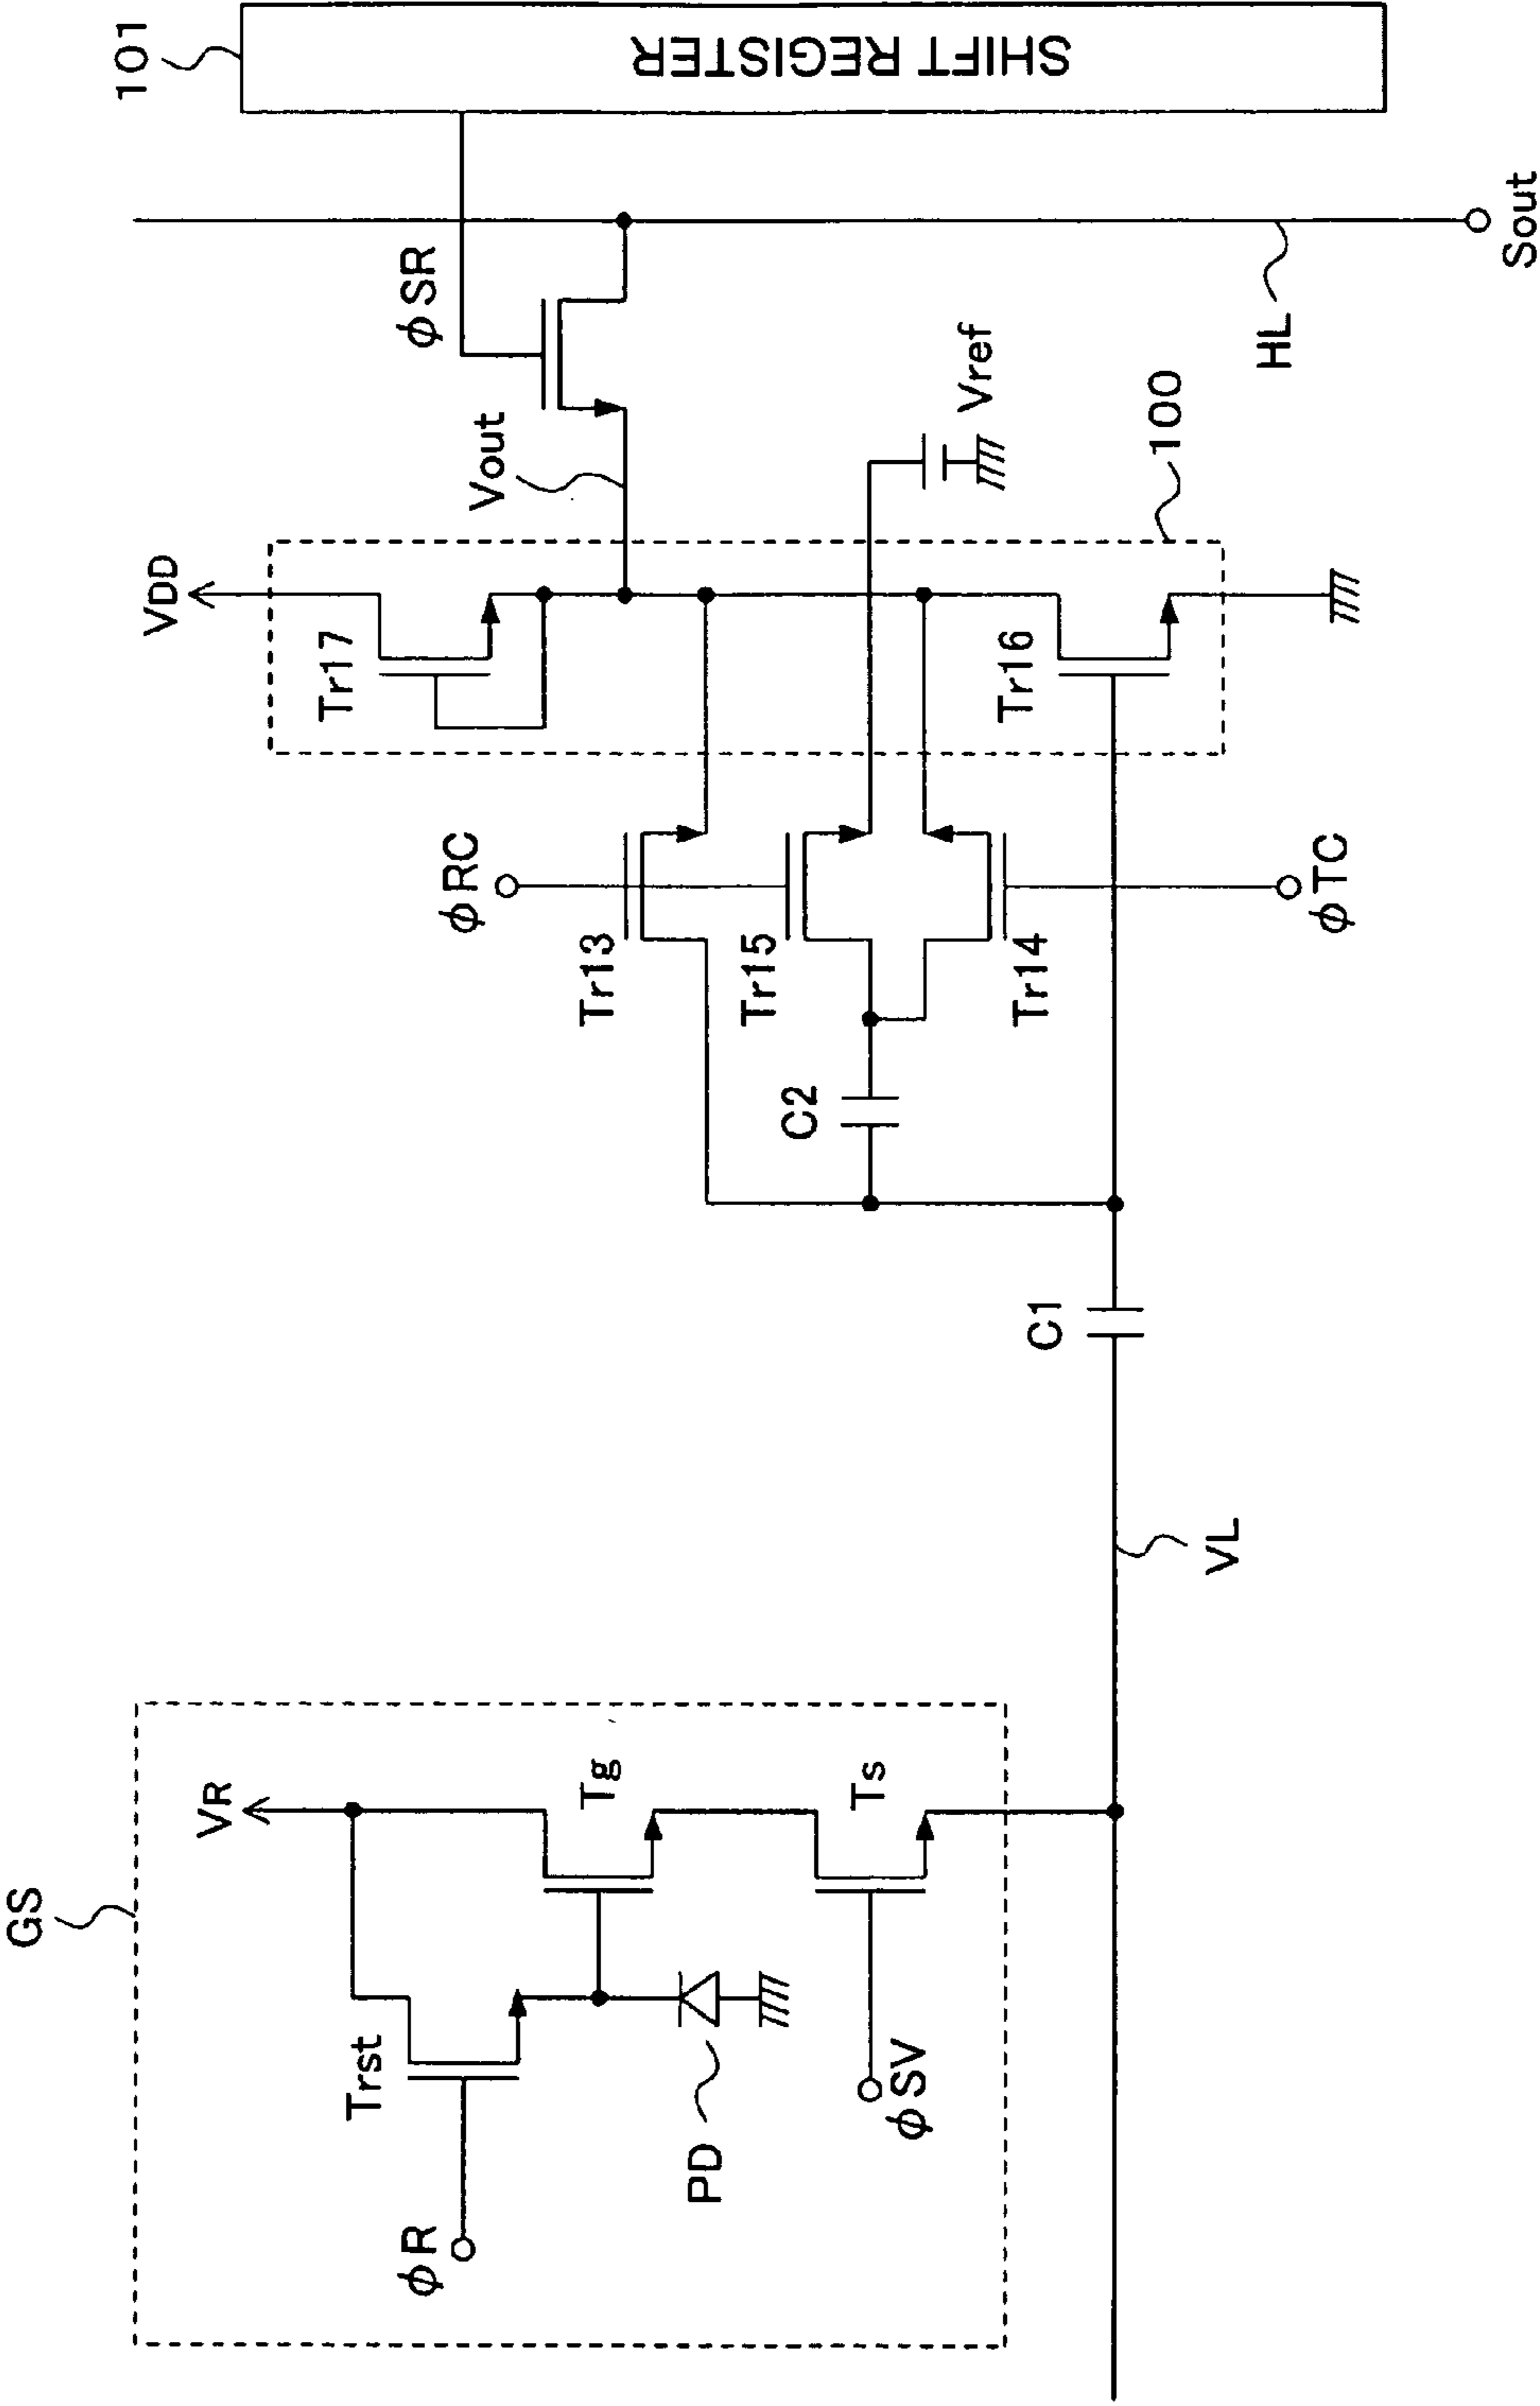 GS
VR
Trst
Tg
φR
PD
Ts
φSV
VL
C1
C2
φRC
Tr13
Tr15
Tr14
φTC
VDD
Tr17
Tr16
100
Vout
Vref
φSR
101
SHIFT REGISTER
HL
Sout